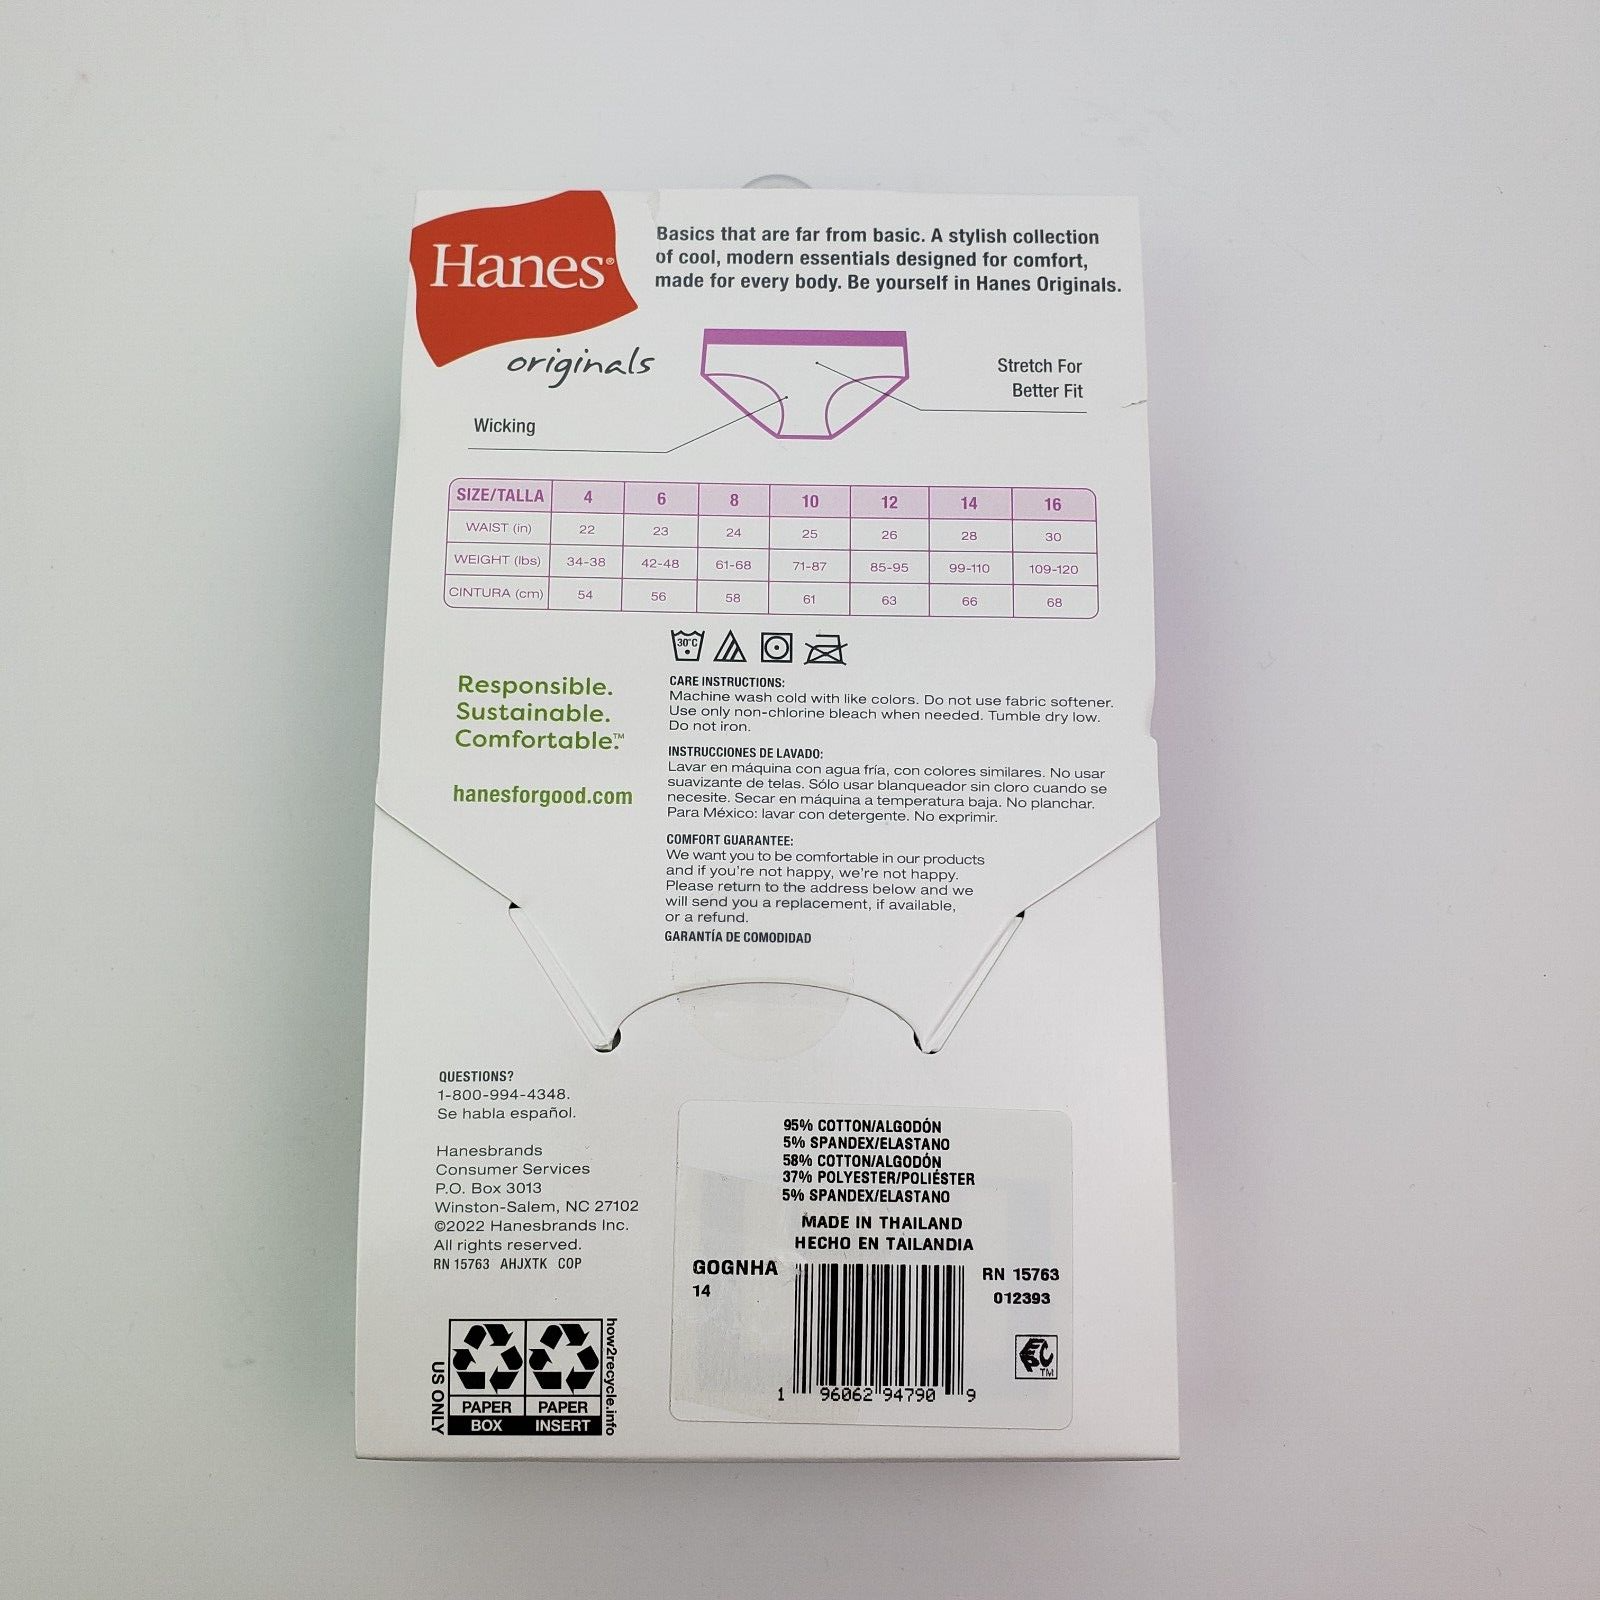 Hanes®
originals
Basics that are far from basic. A stylish collection
of cool, modern essentials designed for comfort,
made for every body. Be yourself in Hanes Originals.
Stretch For
Better Fit
Wicking
SIZE/TALLA 4 6 8 10 12 14 16
WAIST (in) 22 23 24 25 26 28 30
WEIGHT (lbs) 34-38 42-48 61-68 71-87 85-95 99-110 109-120
CINTURA (cm) 54 56 58 61 63 66 68
30°C
Responsible.
Sustainable.
Comfortable.™
hanesforgood.com
CARE INSTRUCTIONS:
Machine wash cold with like colors. Do not use fabric softener.
Use only non-chlorine bleach when needed. Tumble dry low.
Do not iron.
INSTRUCCIONES DE LAVADO:
Lavar en máquina con agua fría, con colores similares. No usar
suavizante de telas. Sólo usar blanqueador sin cloro cuando se
necesite. Secar en máquina a temperatura baja. No planchar.
Para México: lavar con detergente. No exprimir.
COMFORT GUARANTEE:
We want you to be comfortable in our products
and if you're not happy, we're not happy.
Please return to the address below and we
will send you a replacement, if available,
or a refund.
GARANTÍA DE COMODIDAD
QUESTIONS?
1-800-994-4348.
Se habla español.
Hanesbrands
Consumer Services
P.O. Box 3013
Winston-Salem, NC 27102
©2022 Hanesbrands Inc.
All rights reserved.
RN 15763 AHJXTK COP
US ONLY
PAPER
BOX
PAPER
INSERT
how2recycle.info
95% COTTON/ALGODÓN
5% SPANDEX/ELASTANO
58% COTTON/ALGODÓN
37% POLYESTER/POLIÉSTER
5% SPANDEX/ELASTANO
MADE IN THAILAND
HECHO EN TAILANDIA
GOGNHA
14
RN 15763
012393
EPC™
1 96062 94790 9